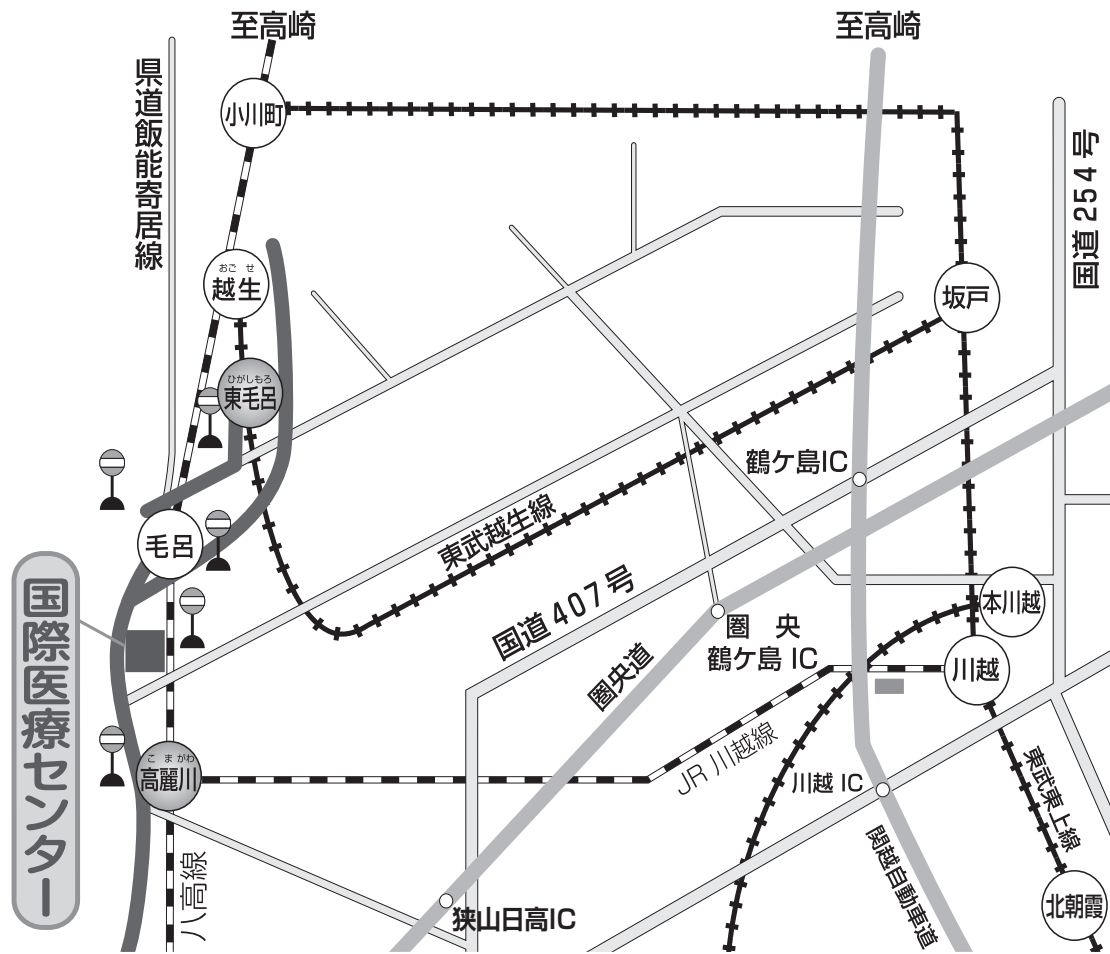 至高崎
至高崎
県道飯能寄居線
小川町
国道254号
おごせ
越生
坂戸
ひがしもろ
東毛呂
鶴ケ島IC
東武越生線
毛呂
国道407号
国際医療センター
本川越
圏央
鶴ケ島IC
圏央道
川越
こまがわ
高麗川
JR川越線
川越IC
東武東上線
関越自動車道
八高線
狭山日高IC
北朝霞